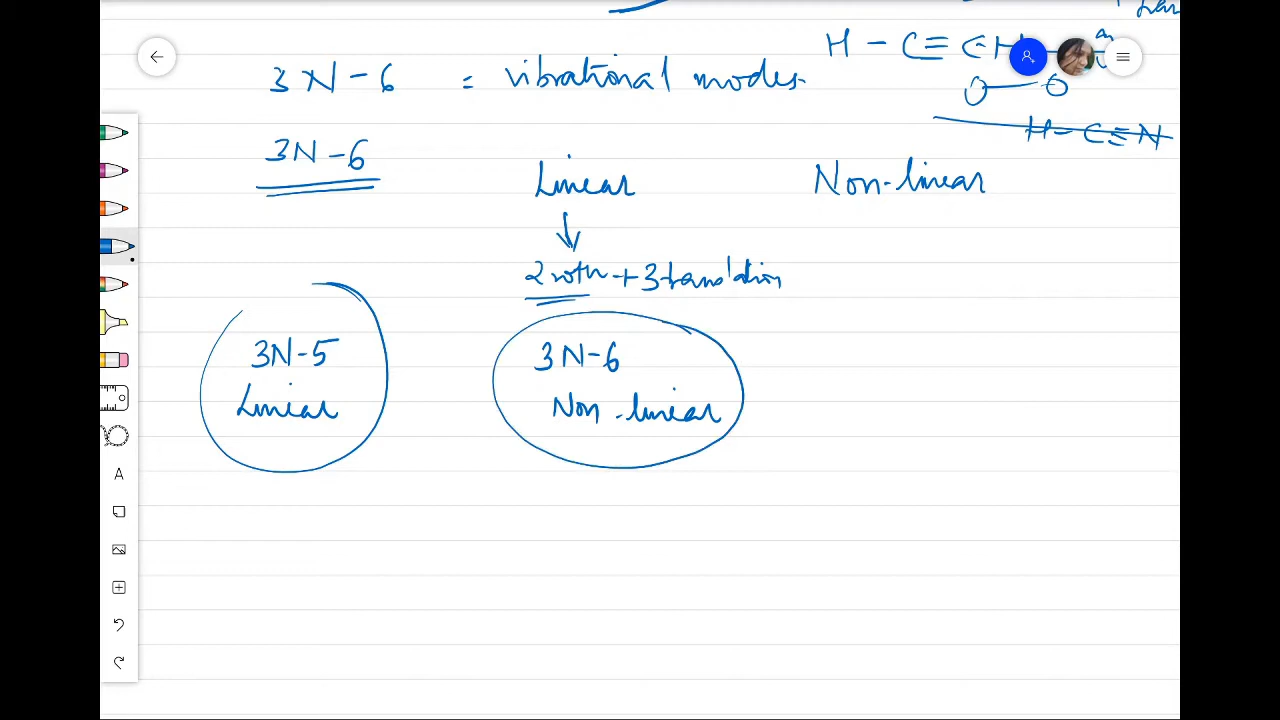 H - C ≡ C-H
3N-6 = vibrational modes.
O - O
H - C≡N
3N-6
Linear Non-linear
↓
2 rotn + 3 translation
3N-5 3N-6
Linear Non-linear
A